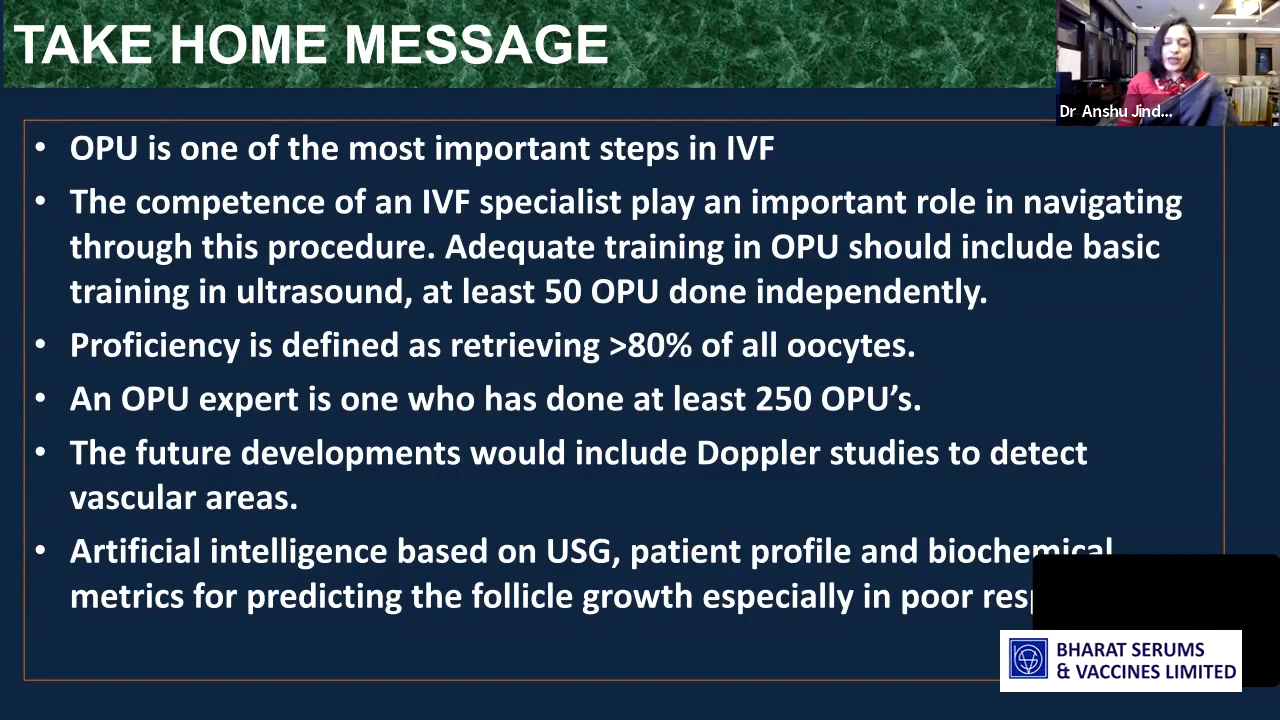 TAKE HOME MESSAGE
Dr Anshu Jind...
• OPU is one of the most important steps in IVF
• The competence of an IVF specialist play an important role in navigating
through this procedure. Adequate training in OPU should include basic
training in ultrasound, at least 50 OPU done independently.
• Proficiency is defined as retrieving >80% of all oocytes.
• An OPU expert is one who has done at least 250 OPU’s.
• The future developments would include Doppler studies to detect
vascular areas.
• Artificial intelligence based on USG, patient profile and biochemical
metrics for predicting the follicle growth especially in poor
BHARAT SERUMS
& VACCINES LIMITED